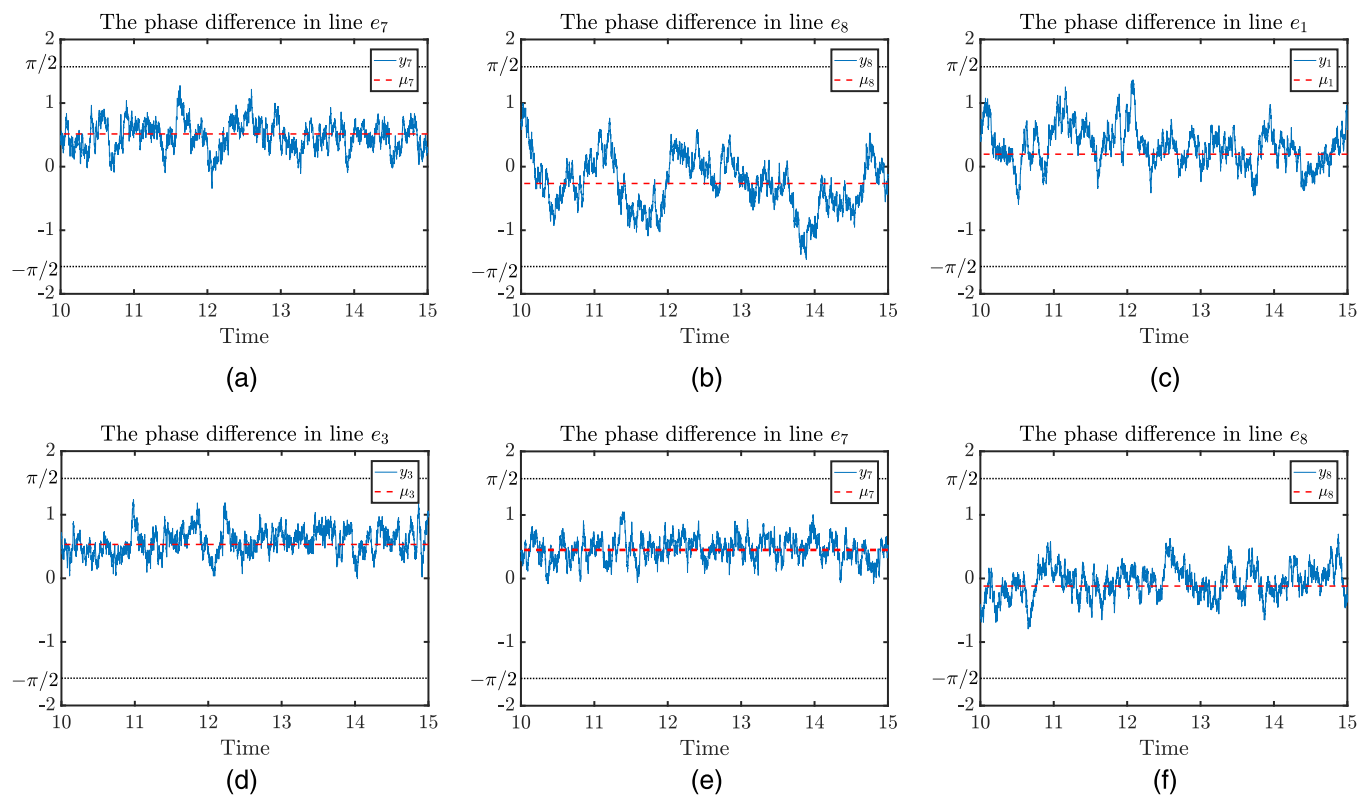 The phase difference in line e7
2
π/2
1
0
-1
−π/2
-2
y7
μ7
10 11 12 13 14 15
Time
(a)
The phase difference in line e8
2
π/2
1
0
-1
−π/2
-2
y8
μ8
10 11 12 13 14 15
Time
(b)
The phase difference in line e1
2
π/2
1
0
-1
−π/2
-2
y1
μ1
10 11 12 13 14 15
Time
(c)
The phase difference in line e3
2
π/2
1
0
-1
−π/2
-2
y3
μ3
10 11 12 13 14 15
Time
(d)
The phase difference in line e7
2
π/2
1
0
-1
−π/2
-2
y7
μ7
10 11 12 13 14 15
Time
(e)
The phase difference in line e8
2
π/2
1
0
-1
−π/2
-2
y8
μ8
10 11 12 13 14 15
Time
(f)